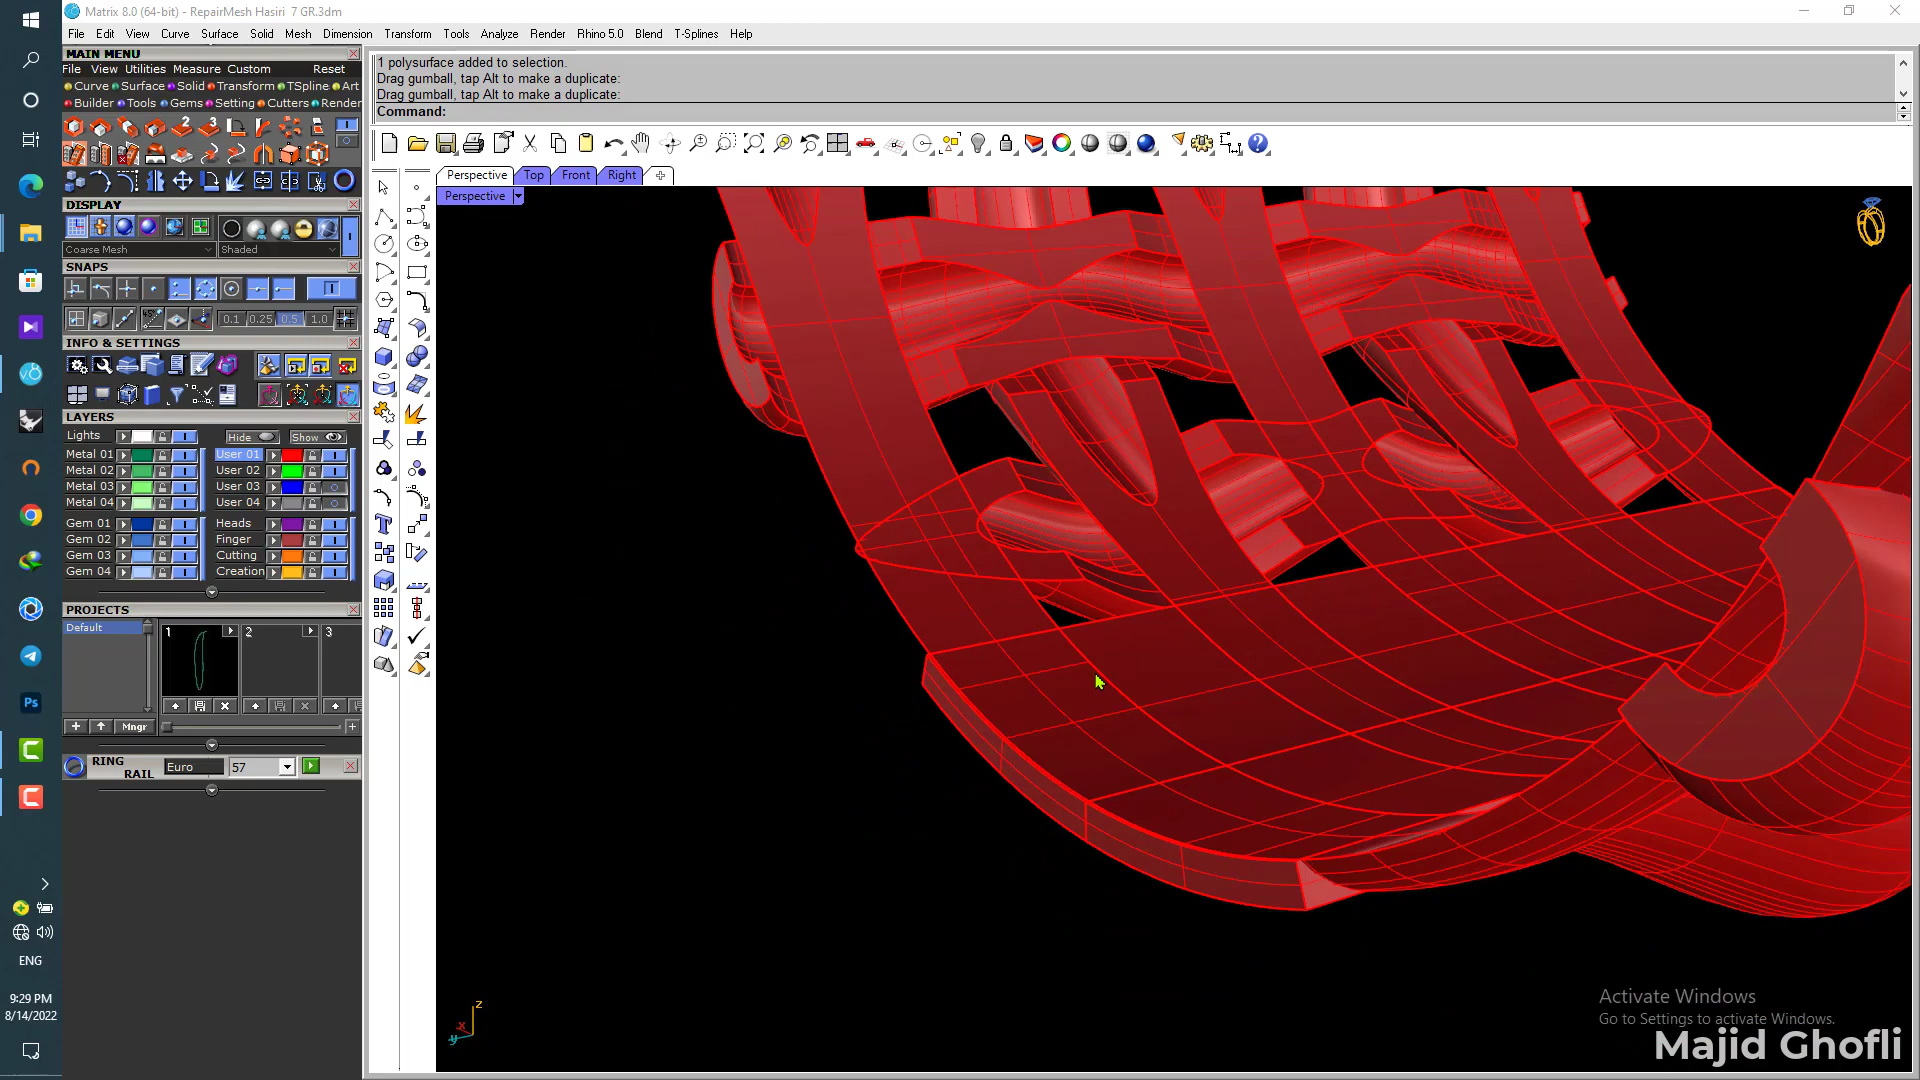 Matrix 8.0 (64-bit) - RepairMesh Hasiri  7 GR.3dm
File Edit View Curve Surface Solid Mesh Dimension Transform Tools Analyze Render Rhino 5.0 Blend T-Splines Help
MAIN MENU
File View Utilities Measure Custom Reset
Curve Surface Solid Transform TSpline Art
Builder Tools Gems Setting Cutters Render
1 polysurface added to selection.
Drag gumball, tap Alt to make a duplicate:
Drag gumball, tap Alt to make a duplicate:
Command:
Perspective Top Front Right
Perspective
DISPLAY
Coarse Mesh Shaded
SNAPS
0.1 0.25 0.5 1.0
INFO & SETTINGS
LAYERS
Lights Hide Show
Metal 01 User 01
Metal 02 User 02
Metal 03 User 03
Metal 04 User 04
Gem 01 Heads
Gem 02 Finger
Gem 03 Cutting
Gem 04 Creation
PROJECTS
Default
1 2 3
Mngr
RING RAIL Euro 57
z
x
y
ENG
9:29 PM
8/14/2022
Activate Windows
Go to Settings to activate Windows.
Majid Ghofli